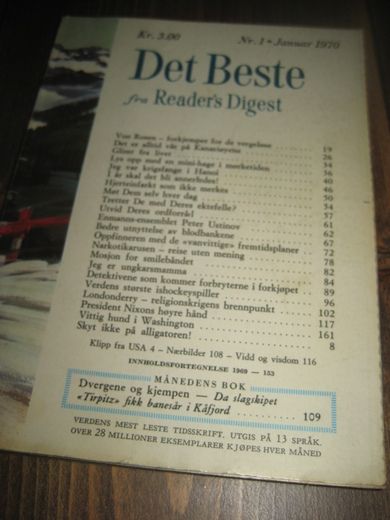 Kr. 3.00 Nr. 1 • Januar 1970
Det Beste
fra Reader's Digest
Von Rosen – forkjemper for de vergeløse 19
Det er alltid vår på Kanariøyene 26
Glimt fra livet 34
Lys opp med en mini-hage i mørketiden 36
Jeg var krigsfange i Hanoi 40
I år skal det bli annerledes! 46
Hjerteinfarkt som ikke merkes 50
Møt Dem selv hver dag 54
Tretter De med Deres ektefelle? 57
Utvid Deres ordforråd! 61
Enmanns-ensemblet Peter Ustinov 62
Bedre utnyttelse av blodbankene 67
Oppfinneren med de «vanvittige» fremtidsplaner 72
Narkotikarusen – reise uten mening 78
Mosjon for smilebåndet 82
Jeg er ungkarsmamma 84
Detektivene som kommer forbryterne i forkjøpet 89
Verdens største ishockeyspiller 96
Londonderry – religionskrigens brennpunkt 102
President Nixons høyre hånd 117
Vittig hund i Washington 161
Skyt ikke på alligatoren! 8
Klipp fra USA 4 – Nærbilder 108 – Vidd og visdom 116
INNHOLDSFORTEGNELSE 1969 — 153
MÅNEDENS BOK
Dvergene og kjempen — Da slagskipet
«Tirpitz» fikk banesår i Kåfjord 109
VERDENS MEST LESTE TIDSSKRIFT. UTGIS PÅ 13 SPRÅK.
OVER 28 MILLIONER EKSEMPLARER KJØPES HVER MÅNED